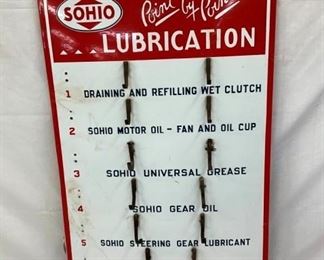 SOHIO Point by Point
...LUBRICATION
1 DRAINING AND REFILLING WET CLUTCH
2 SOHIO MOTOR OIL - FAN AND OIL CUP
3 SOHIO UNIVERSAL GREASE
4 SOHIO GEAR OIL
5 SOHIO STEERING GEAR LUBRICANT